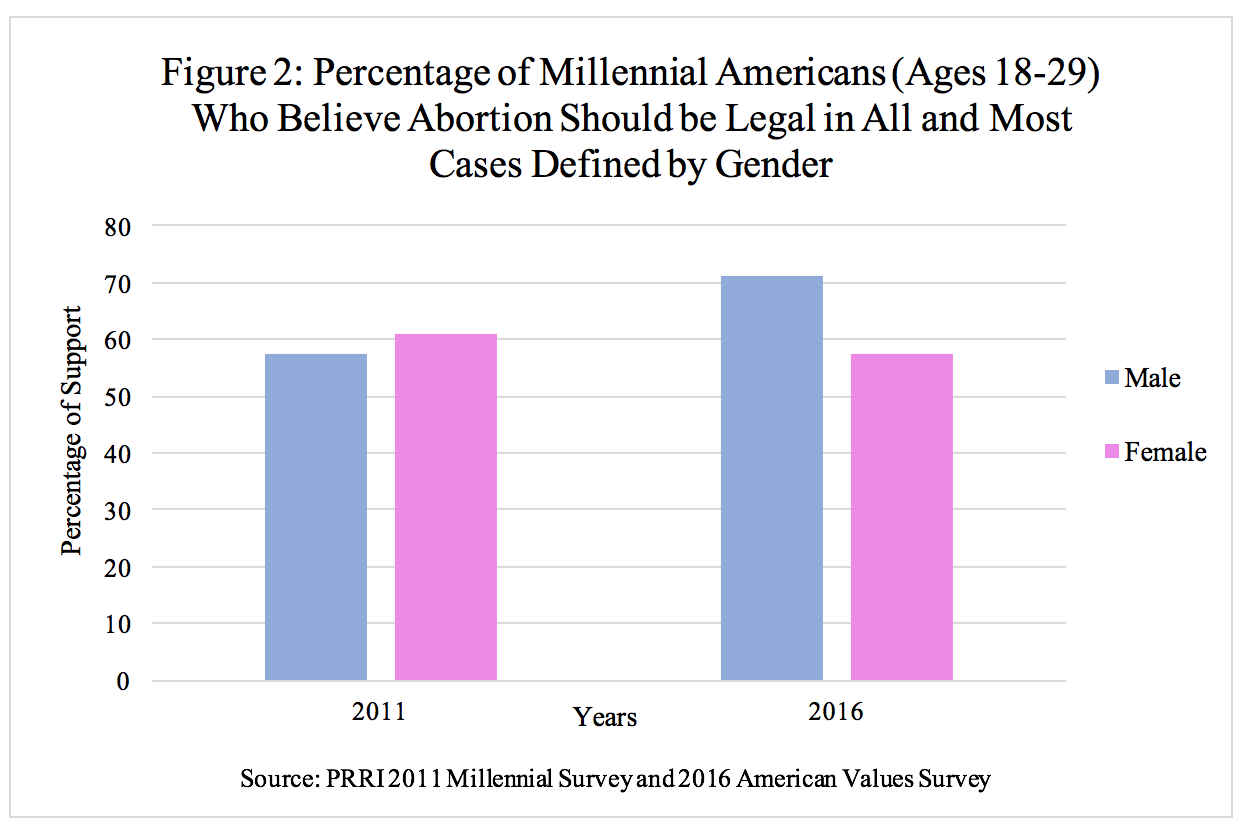 Figure 2: Percentage of Millennial Americans (Ages 18-29)
Who Believe Abortion Should be Legal in All and Most
Cases Defined by Gender
80
70
60
50
40
30
20
10
0
Percentage of Support
2011
2016
Years
Male
Female
Source: PRRI 2011 Millennial Survey and 2016 American Values Survey